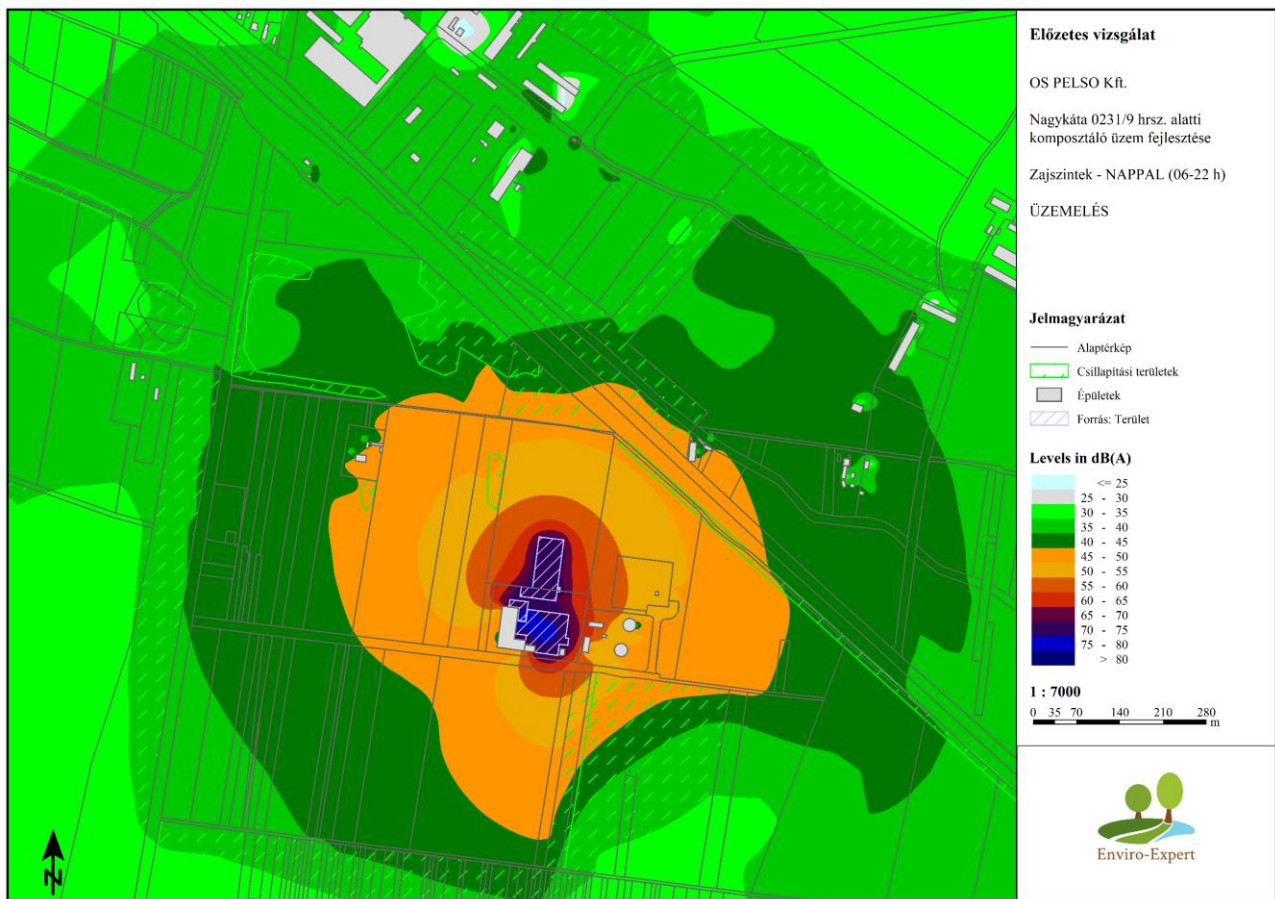 Előzetes vizsgálat
OS PELSO Kft.
Nagykáta 0231/9 hrsz. alatti
komposztáló üzem fejlesztése
Zajszintek - NAPPAL (06-22 h)
ÜZEMELÉS
Jelmagyarázat
Alaptérkép
Csillapítási területek
Épületek
Forrás: Terület
Levels in dB(A)
<= 25
25 - 30
30 - 35
35 - 40
40 - 45
45 - 50
50 - 55
55 - 60
60 - 65
65 - 70
70 - 75
75 - 80
> 80
1 : 7000
0 35 70 140 210 280
m
Enviro-Expert
N